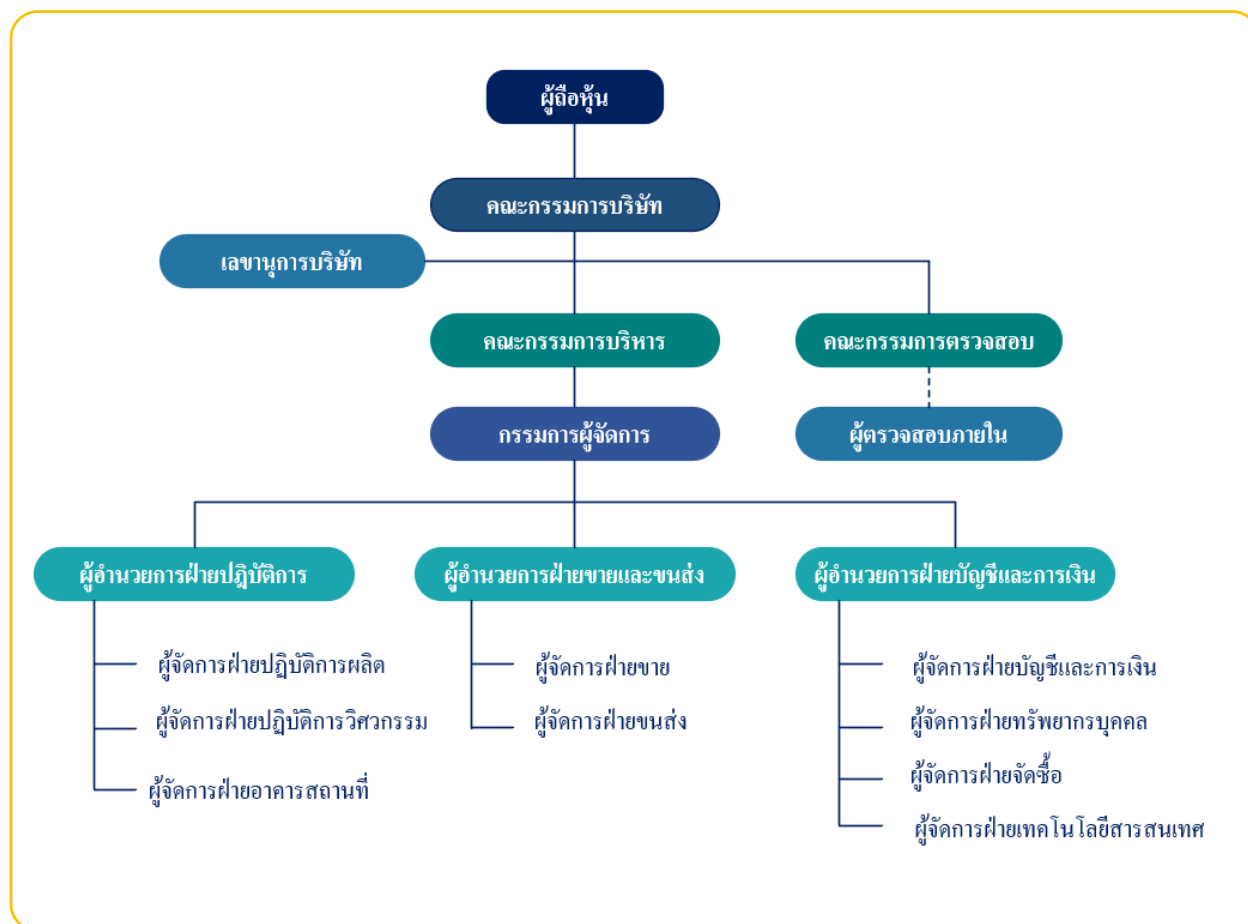 ผู้ถือหุ้น
คณะกรรมการบริษัท
เลขานุการบริษัท
คณะกรรมการบริหาร
คณะกรรมการตรวจสอบ
กรรมการผู้จัดการ
ผู้ตรวจสอบภายใน
ผู้อำนวยการฝ่ายปฎิบัติการ
ผู้อำนวยการฝ่ายขายและขนส่ง
ผู้อำนวยการฝ่ายบัญชีและการเงิน
ผู้จัดการฝ่ายปฏิบัติการผลิต
ผู้จัดการฝ่ายปฏิบัติการวิศวกรรม
ผู้จัดการฝ่ายอาคารสถานที่
ผู้จัดการฝ่ายขาย
ผู้จัดการฝ่ายขนส่ง
ผู้จัดการฝ่ายบัญชีและการเงิน
ผู้จัดการฝ่ายทรัพยากรบุคคล
ผู้จัดการฝ่ายจัดซื้อ
ผู้จัดการฝ่ายเทคโนโลยีสารสนเทศ